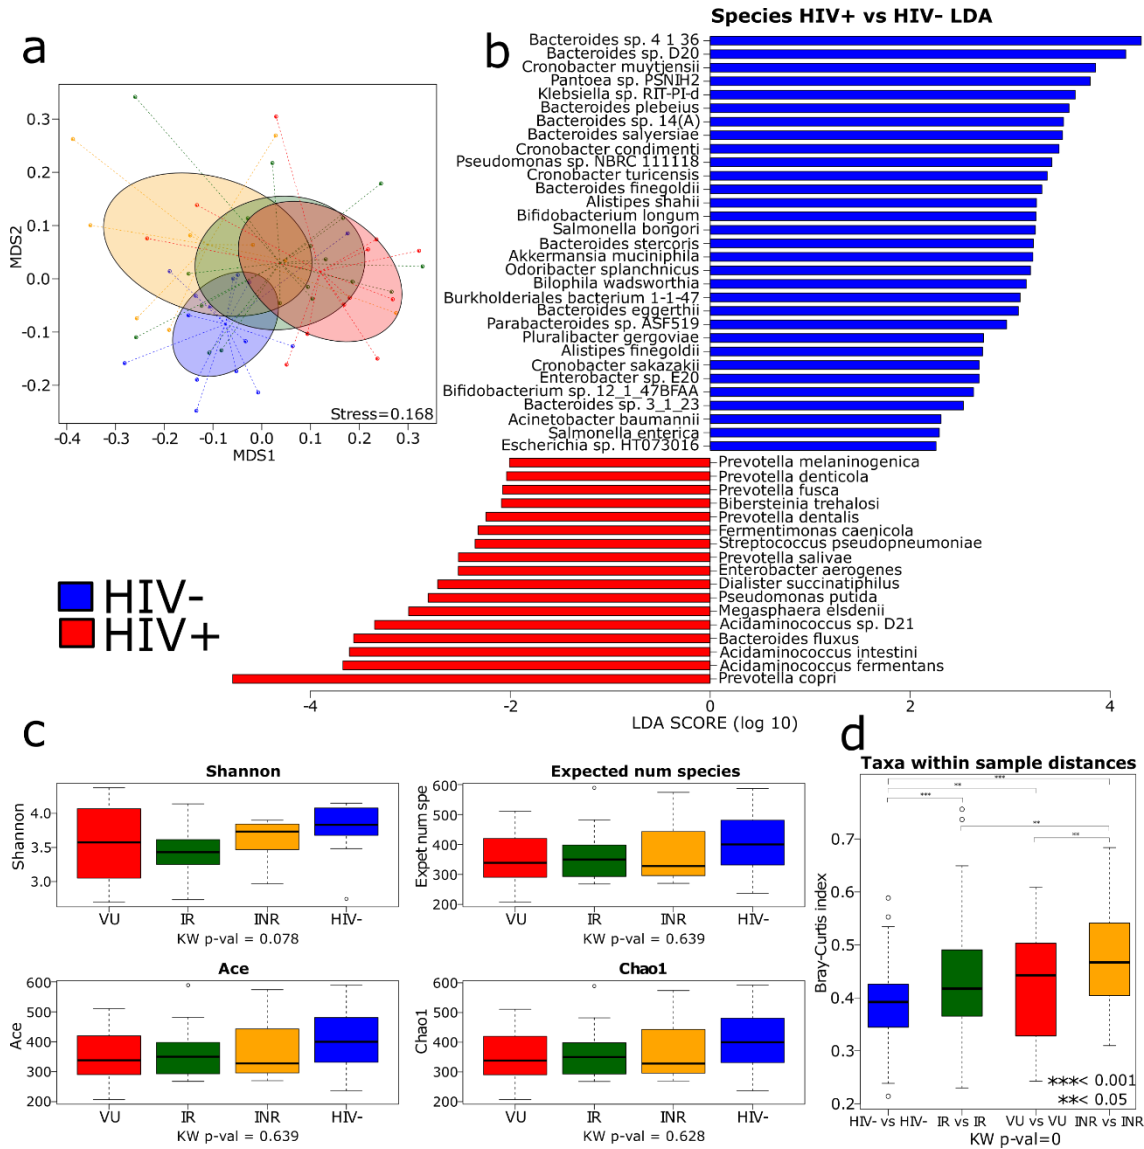 a
0.3
0.2
0.1
0.0
-0.1
-0.2
MDS2
Stress=0.168
-0.4 -0.3 -0.2 -0.1 0.0 0.1 0.2 0.3
MDS1
b
Species HIV+ vs HIV- LDA
Bacteroides sp. 4 1 36
Bacteroides sp. D20
Cronobacter muytjensii
Pantoea sp. PSNIH2
Klebsiella sp. RIT-PI-d
Bacteroides plebeius
Bacteroides sp. 14(A)
Bacteroides salyersiae
Cronobacter condimenti
Pseudomonas sp. NBRC 111118
Cronobacter turicensis
Bacteroides finegoldii
Alistipes shahii
Bifidobacterium longum
Salmonella bongori
Bacteroides stercoris
Akkermansia muciniphila
Odoribacter splanchnicus
Bilophila wadsworthia
Burkholderiales bacterium 1-1-47
Bacteroides eggerthii
Parabacteroides sp. ASF519
Pluralibacter gergoviae
Alistipes finegoldii
Cronobacter sakazakii
Enterobacter sp. E20
Bifidobacterium sp. 12_1_47BFAA
Bacteroides sp. 3_1_23
Acinetobacter baumannii
Salmonella enterica
Escherichia sp. HT073016
Prevotella melaninogenica
Prevotella denticola
Prevotella fusca
Bibersteinia trehalosi
Prevotella dentalis
Fermentimonas caenicola
Streptococcus pseudopneumoniae
Prevotella salivae
Enterobacter aerogenes
Dialister succinatiphilus
Pseudomonas putida
Megasphaera elsdenii
Acidaminococcus sp. D21
Bacteroides fluxus
Acidaminococcus intestini
Acidaminococcus fermentans
Prevotella copri
-4 -2 0 2 4
LDA SCORE (log 10)
HIV-
HIV+
c
Shannon
4.0
3.5
3.0
Shannon
VU IR INR HIV-
KW p-val = 0.078
Expected num species
600
500
400
300
200
Expet num spe
VU IR INR HIV-
KW p-val = 0.639
Ace
600
500
400
300
200
Ace
VU IR INR HIV-
KW p-val = 0.639
Chao1
600
500
400
300
200
Chao1
VU IR INR HIV-
KW p-val = 0.628
d
Taxa within sample distances
***
**
***
**
**
0.7
0.6
0.5
0.4
0.3
0.2
Bray-Curtis index
***< 0.001
**< 0.05
HIV- vs HIV- IR vs IR VU vs VU INR vs INR
KW p-val=0